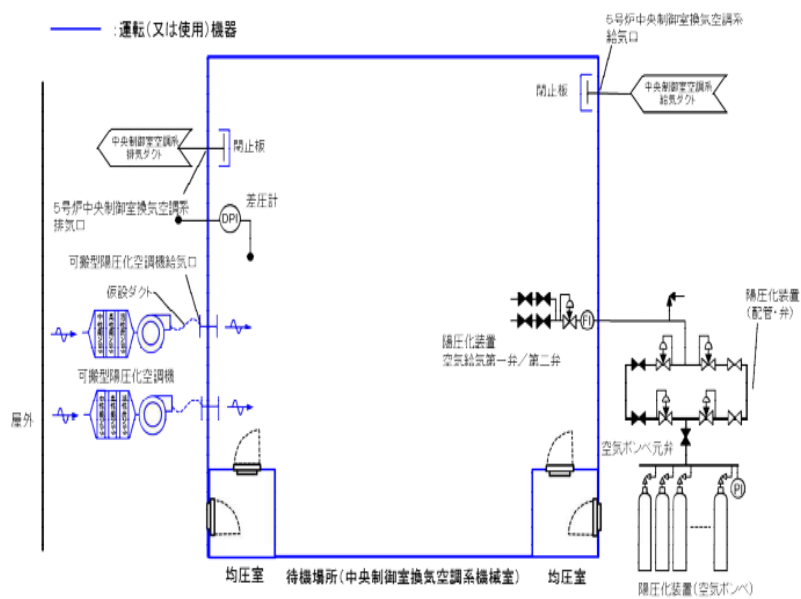 :運転(又は使用)機器
5号炉中央制御室換気空調系
給気口
閉止板
中央制御室空調系
給気ダクト
中央制御室空調系
排気ダクト
閉止板
5号炉中央制御室換気空調系
排気口
差圧計
DPI
可搬型陽圧化空調機給気口
仮設ダクト
可搬型陽圧化空調機
屋外
陽圧化装置
空気給気第一弁/第二弁
FI
陽圧化装置
(配管・弁)
空気ボンベ元弁
PI
均圧室
待機場所(中央制御室換気空調系機械室)
均圧室
陽圧化装置(空気ボンベ)